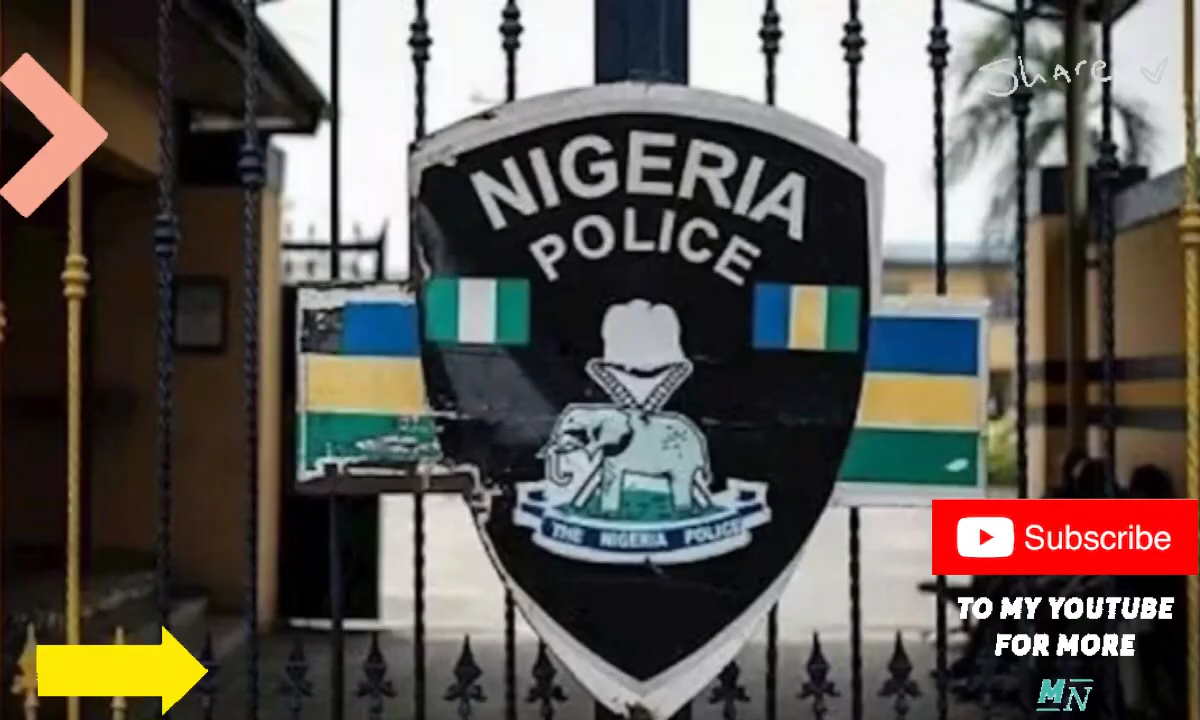 Share
NIGERIA
POLICE
THE NIGERIA POLICE
Subscribe
TO MY YOUTUBE
FOR MORE
MN